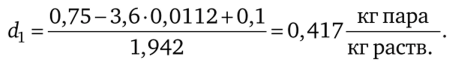 d₁ = (0,75 − 3,6·0,0112 + 0,1) / 1,942 = 0,417 кг пара / кг раств.